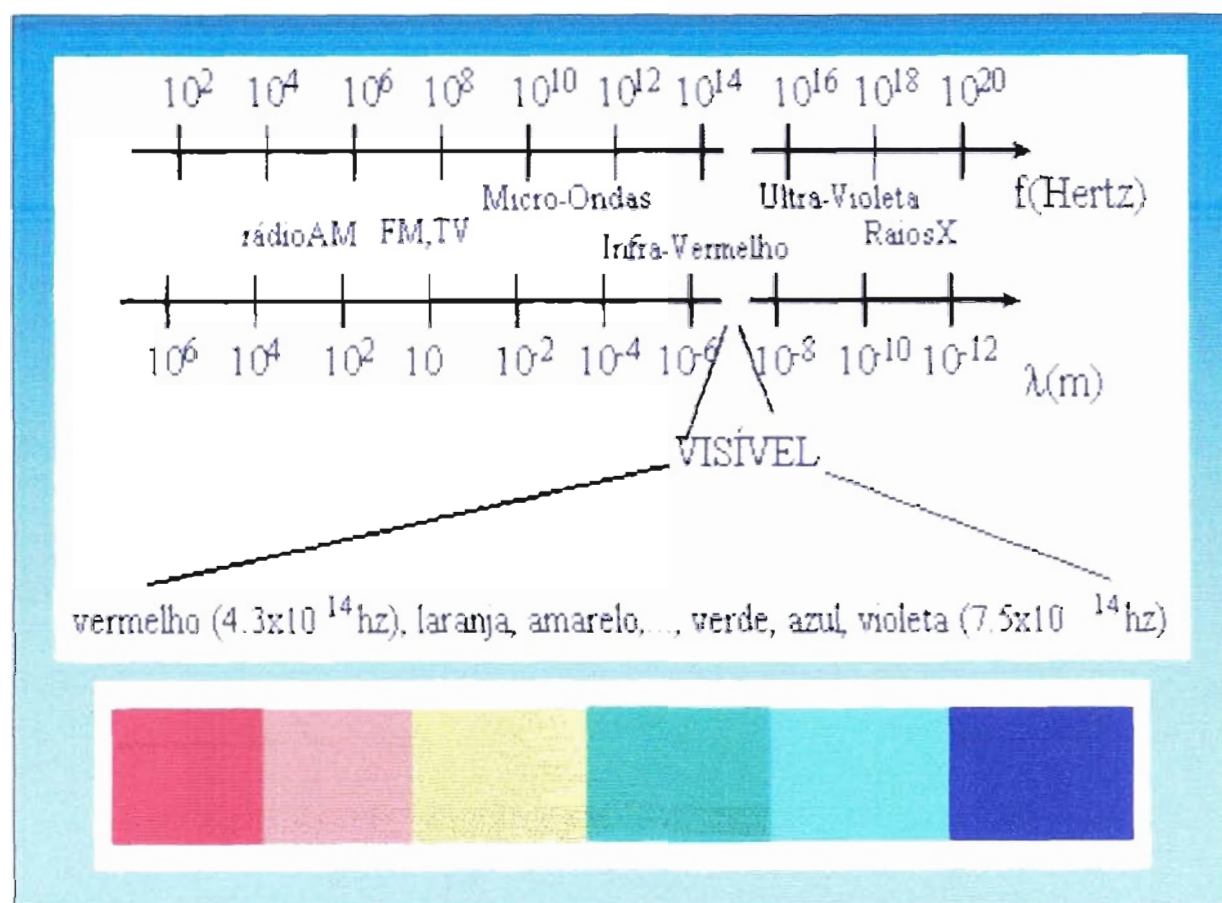 10² 10⁴ 10⁶ 10⁸ 10¹⁰ 10¹² 10¹⁴ 10¹⁶ 10¹⁸ 10²⁰
f(Hertz)
Micro-Ondas Ultra-Violeta
rádioAM FM,TV Infra-Vermelho RaiosX
10⁶ 10⁴ 10² 10 10⁻² 10⁻⁴ 10⁻⁶ 10⁻⁸ 10⁻¹⁰ 10⁻¹²
λ(m)
VISÍVEL
vermelho (4.3x10 ¹⁴hz), laranja, amarelo,..., verde, azul, violeta (7.5x10 ¹⁴hz)